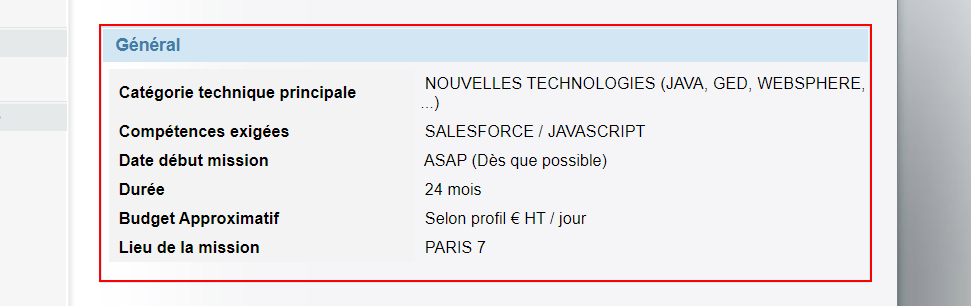 Général
Catégorie technique principale NOUVELLES TECHNOLOGIES (JAVA, GED, WEBSPHERE,
...)
Compétences exigées SALESFORCE / JAVASCRIPT
Date début mission ASAP (Dès que possible)
Durée 24 mois
Budget Approximatif Selon profil € HT / jour
Lieu de la mission PARIS 7